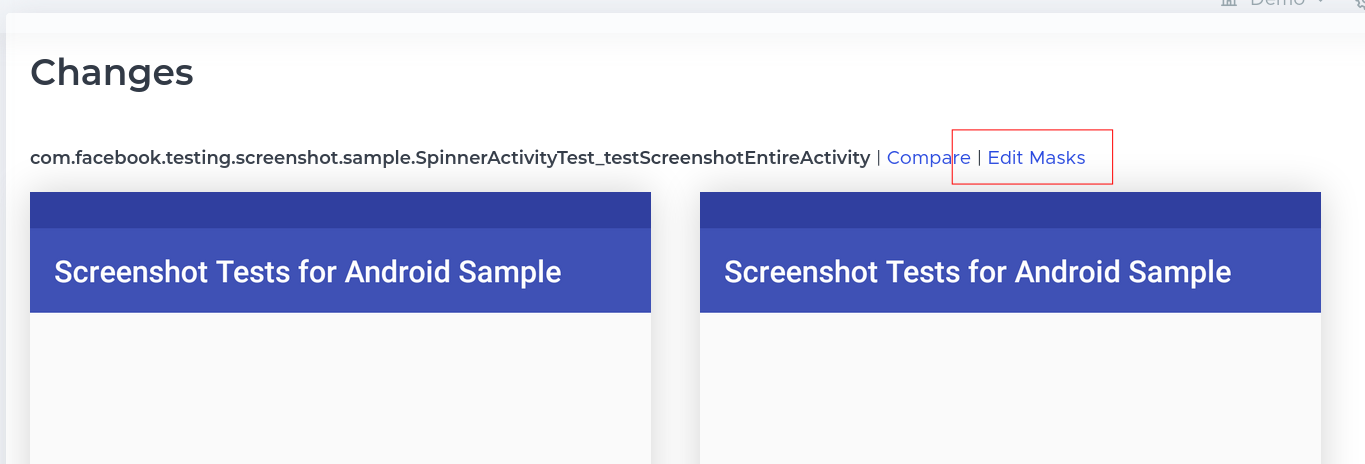 Demo
Changes
com.facebook.testing.screenshot.sample.SpinnerActivityTest_testScreenshotEntireActivity | Compare | Edit Masks
Screenshot Tests for Android Sample
Screenshot Tests for Android Sample